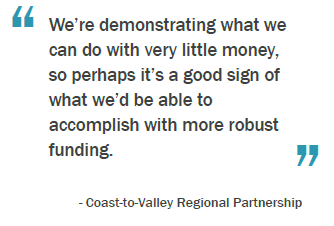 “
We’re demonstrating what we
can do with very little money,
so perhaps it’s a good sign of
what we’d be able to
accomplish with more robust
funding.
”
- Coast-to-Valley Regional Partnership